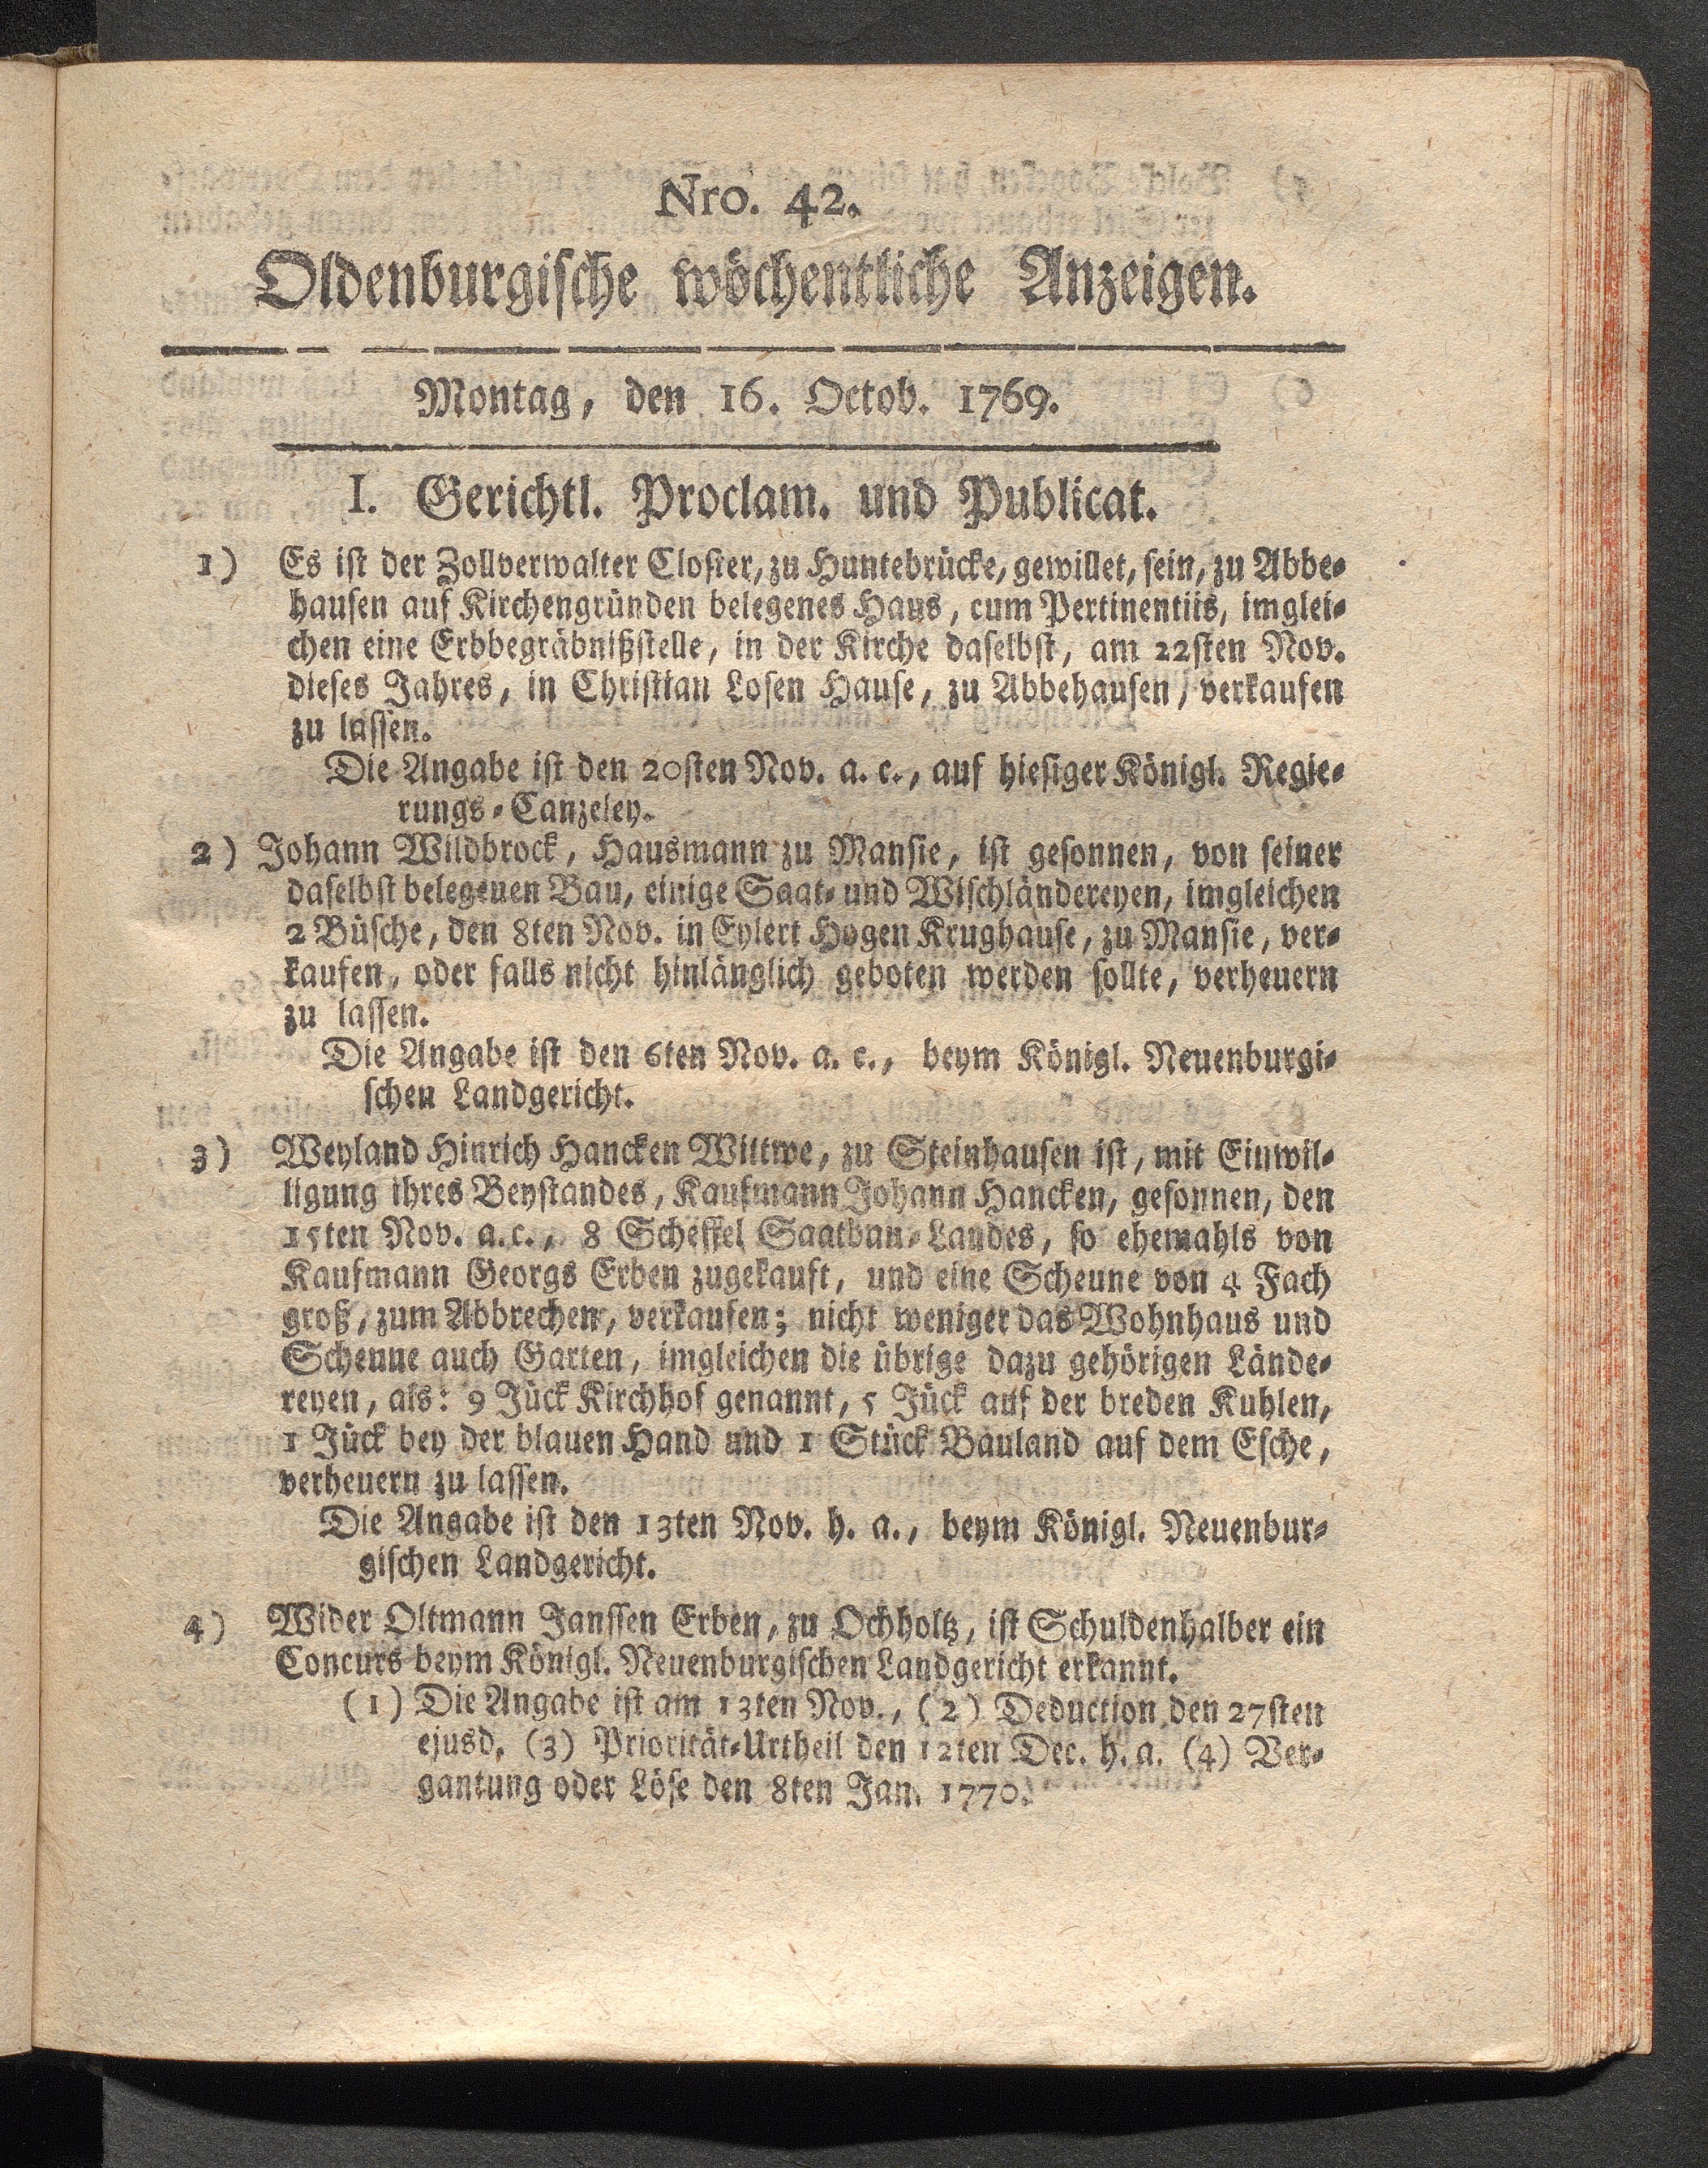 Nro. 42.
Oldenburgische wöchentliche Anzeigen.
Montag, den 16. Octob. 1769.
I. Gerichtl. Proclam. und Publicat.
1) Es ist der Zollverwalter Closter, zu Huntebrücke, gewillet, sein, zu Abbe-
hausen auf Kirchengründen belegenes Haus, cum Pertinentiis, imglei-
chen eine Erbbegräbnißstelle, in der Kirche daselbst, am 22sten Nov.
dieses Jahres, in Christian Losen Hause, zu Abbehausen, verkaufen
zu lassen.
Die Angabe ist den 20sten Nov. a. c., auf hiesiger Königl. Regie-
rungs-Canzeley.
2) Johann Wildbrock, Hausmann zu Mansie, ist gesonnen, von seiner
daselbst belegenen Bau, einige Saat- und Wischländereyen, imgleichen
2 Büsche, den 8ten Nov. in Eylert Hogen Krughause, zu Mansie, ver-
kaufen, oder falls nicht hinlänglich geboten werden sollte, verheuern
zu lassen.
Die Angabe ist den 6ten Nov. a. c., beym Königl. Neuenburgi-
schen Landgericht.
3) Weyland Hinrich Hancken Wittwe, zu Steinhausen ist, mit Einwil-
ligung ihres Beystandes, Kaufmann Johann Hancken, gesonnen, den
15ten Nov. a. c., 8 Scheffel Saatbau-Landes, so ehemahls von
Kaufmann Georgs Erben zugekauft, und eine Scheune von 4 Fach
groß, zum Abbrechen, verkaufen; nicht weniger das Wohnhaus und
Scheune auch Garten, imgleichen die übrige dazu gehörigen Lände-
reyen, als: 9 Jück Kirchhof genannt, 5 Jück auf der breden Kuhlen,
1 Jück bey der blauen Hand und 1 Stück Bauland auf dem Esche,
verheuern zu lassen.
Die Angabe ist den 13ten Nov. h. a., beym Königl. Neuenbur-
gischen Landgericht.
4) Wider Oltmann Janssen Erben, zu Ochholtz, ist Schuldenhalber ein
Concurs beym Königl. Neuenburgischen Landgericht erkannt.
(1) Die Angabe ist am 13ten Nov., (2) Deduction den 27sten
ejusd. (3) Priorität-Urtheil den 12ten Dec. h. a. (4) Ver-
gantung oder Löse den 8ten Jan. 1770.